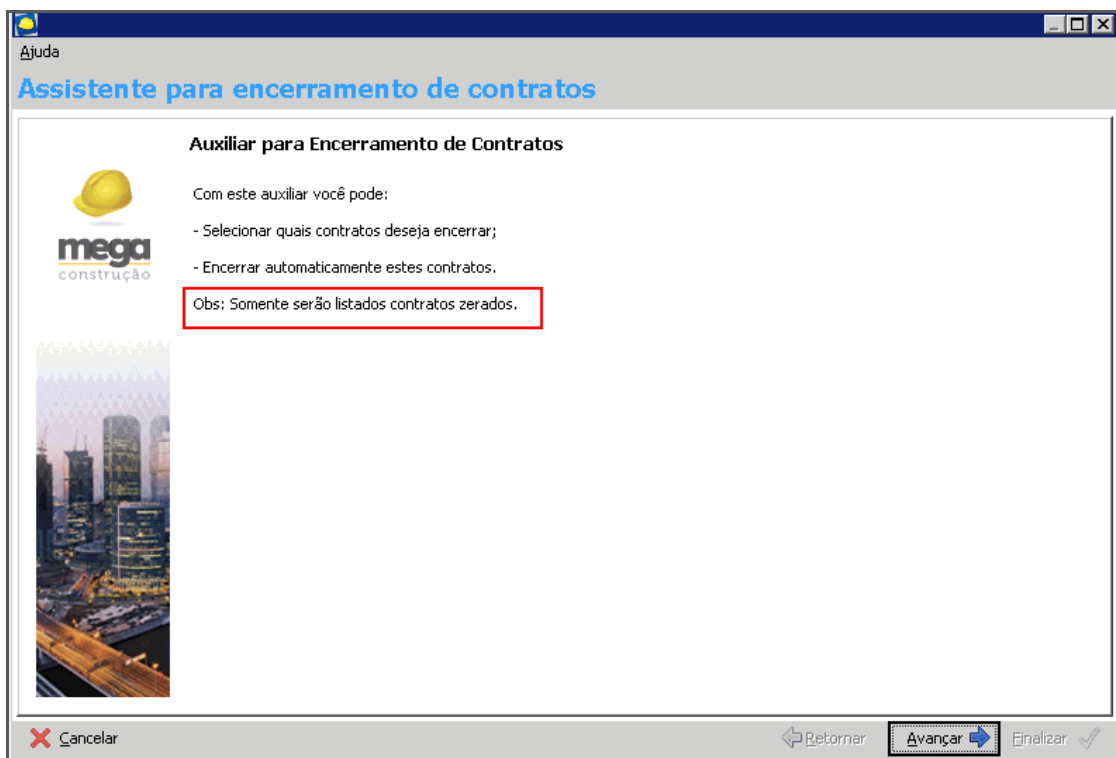 Ajuda
Assistente para encerramento de contratos
Auxiliar para Encerramento de Contratos
Com este auxiliar você pode:
- Selecionar quais contratos deseja encerrar;
- Encerrar automaticamente estes contratos.
Obs: Somente serão listados contratos zerados.
mega
construção
Cancelar
Retornar
Avançar
Finalizar